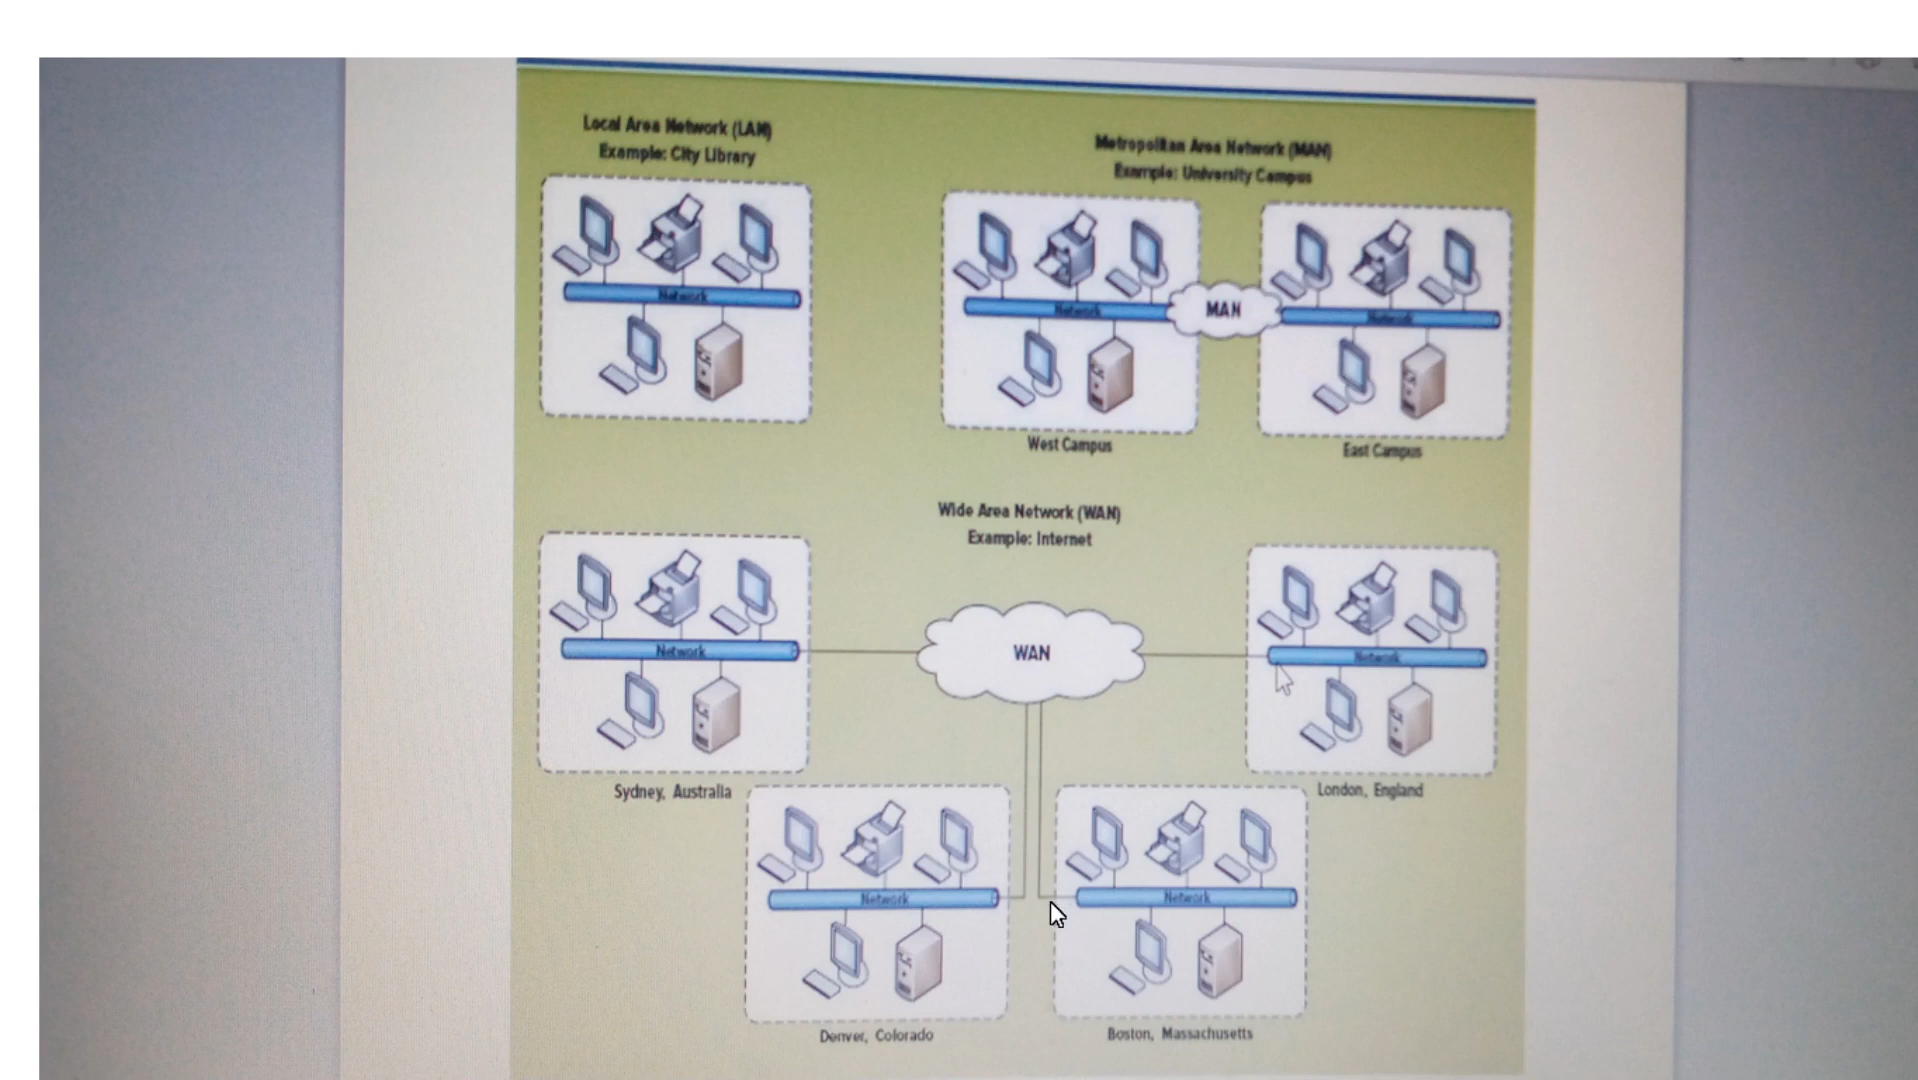 Local Area Network (LAN)
Example: City Library
Metropolitan Area Network (MAN)
Example: University Campus
Network
Network
MAN
Network
West Campus
East Campus
Wide Area Network (WAN)
Example: Internet
Network
WAN
Network
Sydney, Australia
London, England
Network
Network
Denver, Colorado
Boston, Massachusetts